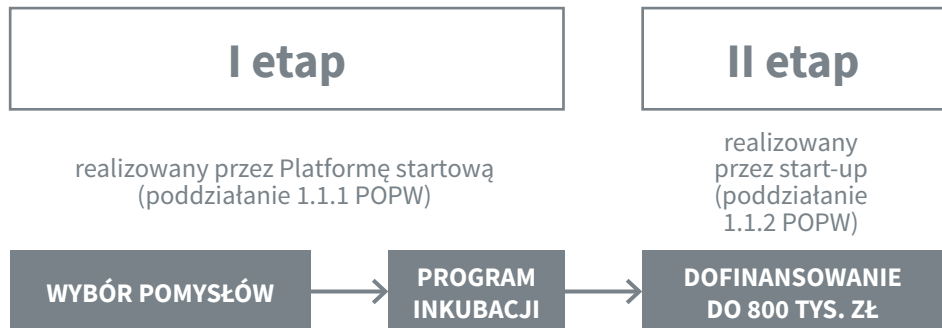 I etap
II etap
realizowany przez Platformę startową
(poddziałanie 1.1.1 POPW)
realizowany
przez start-up
(poddziałanie
1.1.2 POPW)
WYBÓR POMYSŁÓW
PROGRAM
INKUBACJI
DOFINANSOWANIE
DO 800 TYS. ZŁ